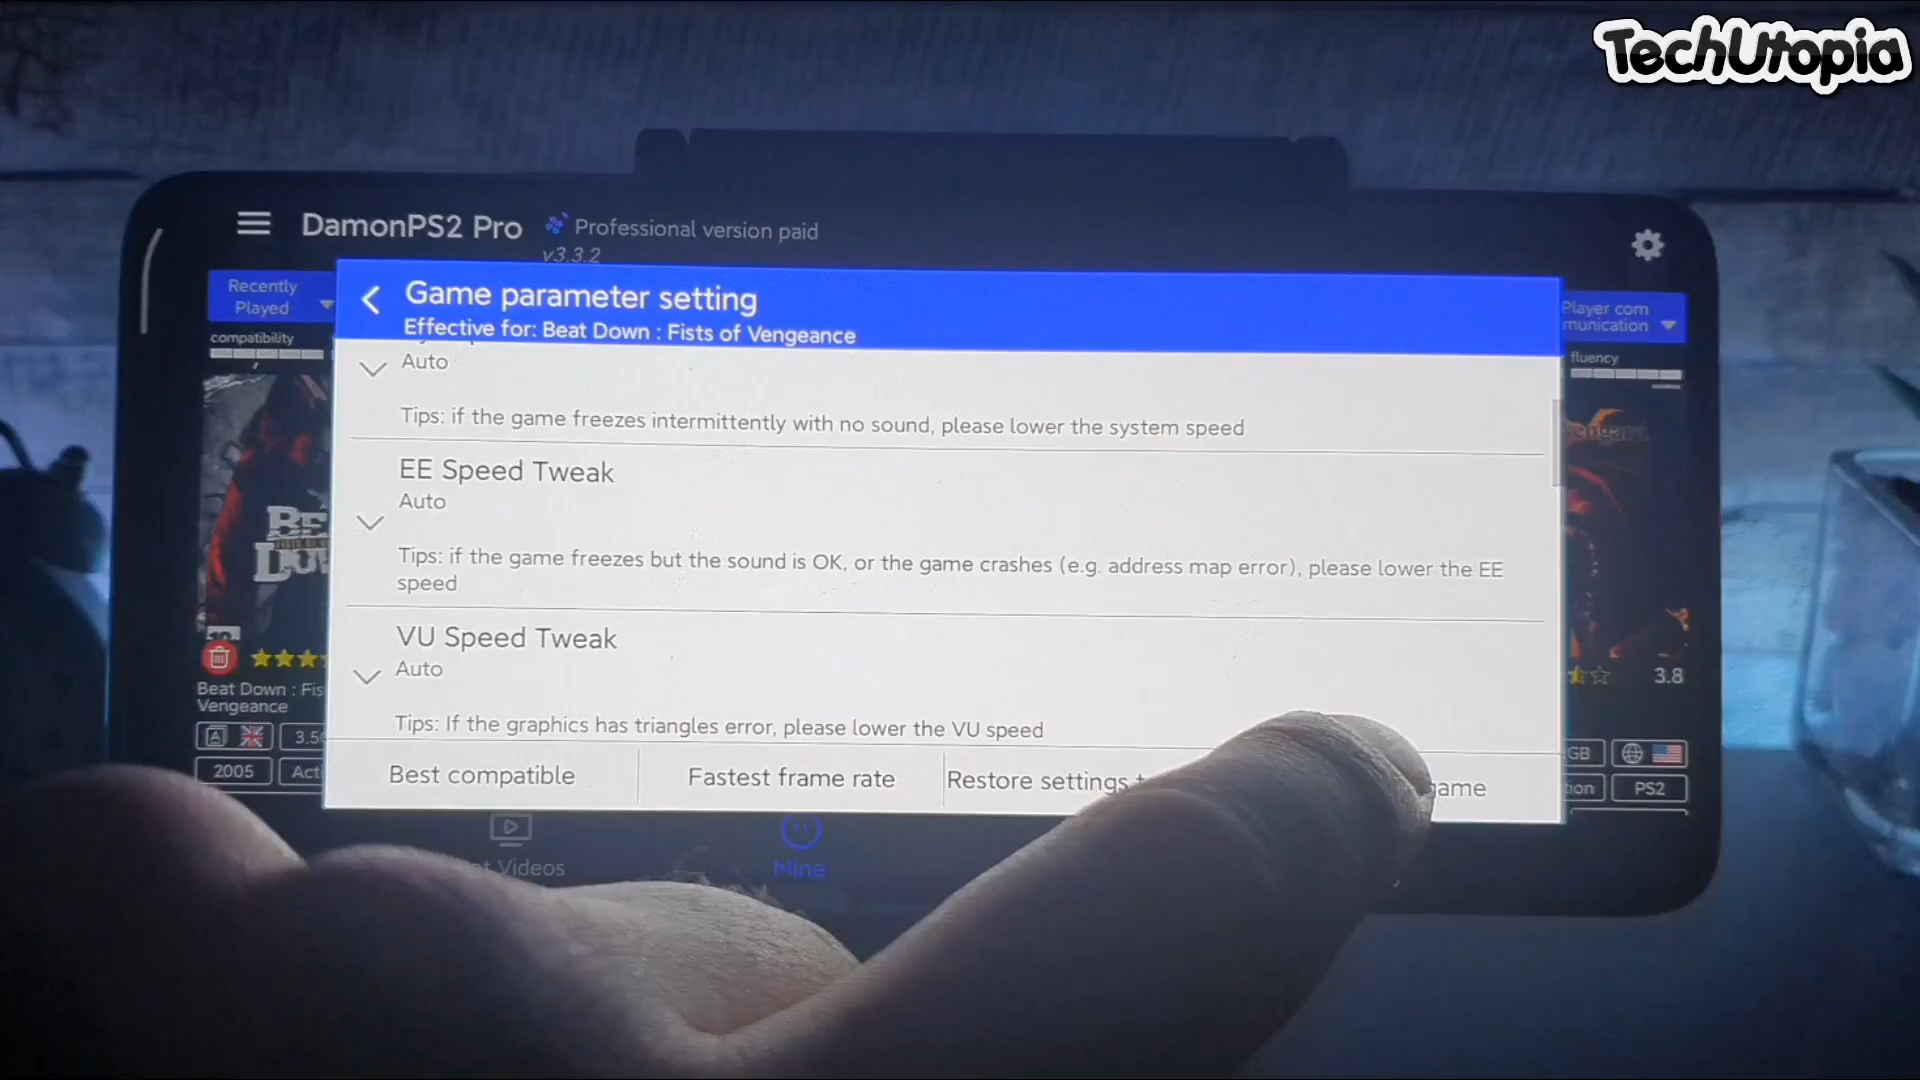 TechUtopia
DamonPS2 Pro
Professional version paid
v3.3.2
Recently
Played
compatibility
Game parameter setting
Effective for: Beat Down : Fists of Vengeance
Player com
munication
fluency
Auto
Tips: if the game freezes intermittently with no sound, please lower the system speed
EE Speed Tweak
Auto
Tips: if the game freezes but the sound is OK, or the game crashes (e.g. address map error), please lower the EE
speed
VU Speed Tweak
Auto
Tips: If the graphics has triangles error, please lower the VU speed
BE
DOW
3.8
Beat Down : Fis
Vengeance
A
3.5
GB
2005
Acti
ion
PS2
Best compatible
Fastest frame rate
Restore settings
game
Videos
Mine